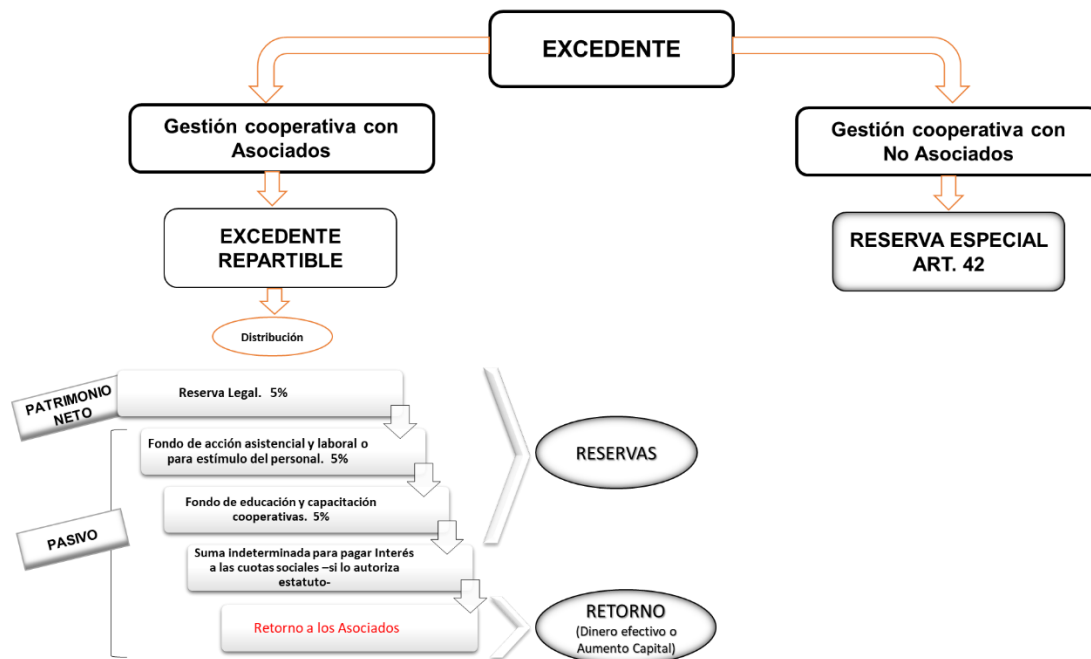 EXCEDENTE
Gestión cooperativa con
Asociados
Gestión cooperativa con
No Asociados
EXCEDENTE
REPARTIBLE
RESERVA ESPECIAL
ART. 42
Distribución
PATRIMONIO
NETO
Reserva Legal. 5%
Fondo de acción asistencial y laboral o
para estímulo del personal. 5%
RESERVAS
Fondo de educación y capacitación
cooperativas. 5%
PASIVO
Suma indeterminada para pagar Interés
a las cuotas sociales –si lo autoriza
estatuto-
Retorno a los Asociados
RETORNO
(Dinero efectivo o
Aumento Capital)